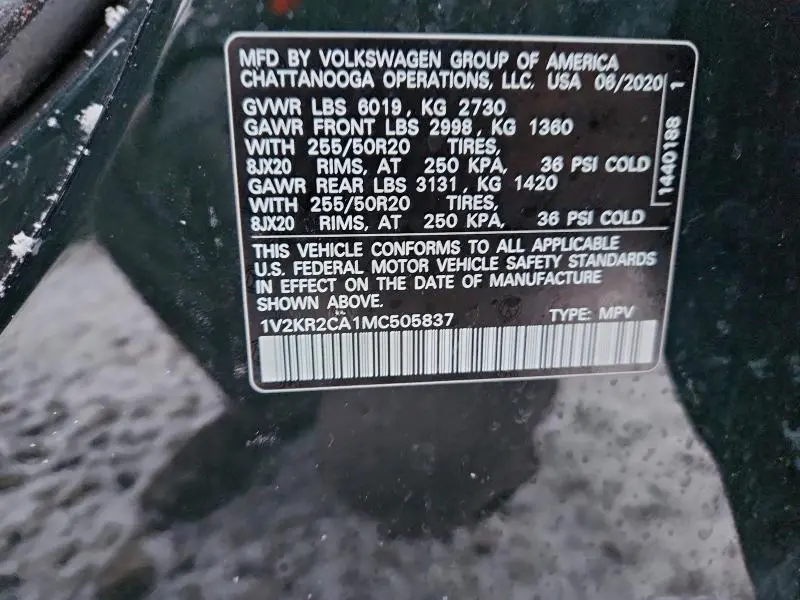 MFD BY VOLKSWAGEN GROUP OF AMERICA
CHATTANOOGA OPERATIONS, LLC, USA 06/2020
GVWR LBS 6019, KG 2730
GAWR FRONT LBS 2998, KG 1360
WITH 255/50R20 TIRES,
8JX20 RIMS, AT 250 KPA, 36 PSI COLD
GAWR REAR LBS 3131, KG 1420
WITH 255/50R20 TIRES,
8JX20 RIMS, AT 250 KPA, 36 PSI COLD
1440188 1
THIS VEHICLE CONFORMS TO ALL APPLICABLE
U.S. FEDERAL MOTOR VEHICLE SAFETY STANDARDS
IN EFFECT ON THE DATE OF MANUFACTURE
SHOWN ABOVE.
1V2KR2CA1MC505837 TYPE: MPV